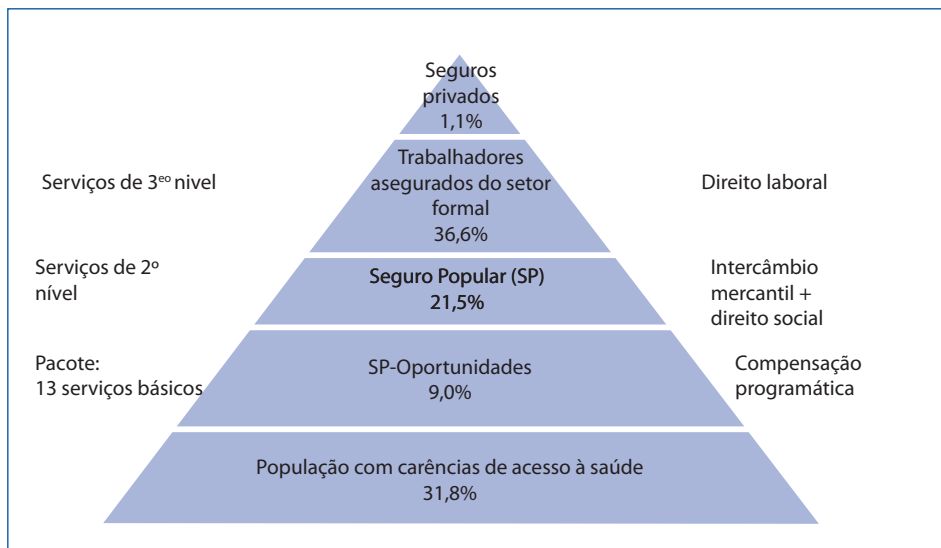 Seguros
privados
1,1%
Serviços de 3ᵉᵒ nivel
Trabalhadores
asegurados do setor
formal
36,6%
Direito laboral
Serviços de 2º
nível
Seguro Popular (SP)
21,5%
Intercâmbio
mercantil +
direito social
Pacote:
13 serviços básicos
SP-Oportunidades
9,0%
Compensação
programática
População com carências de acesso à saúde
31,8%